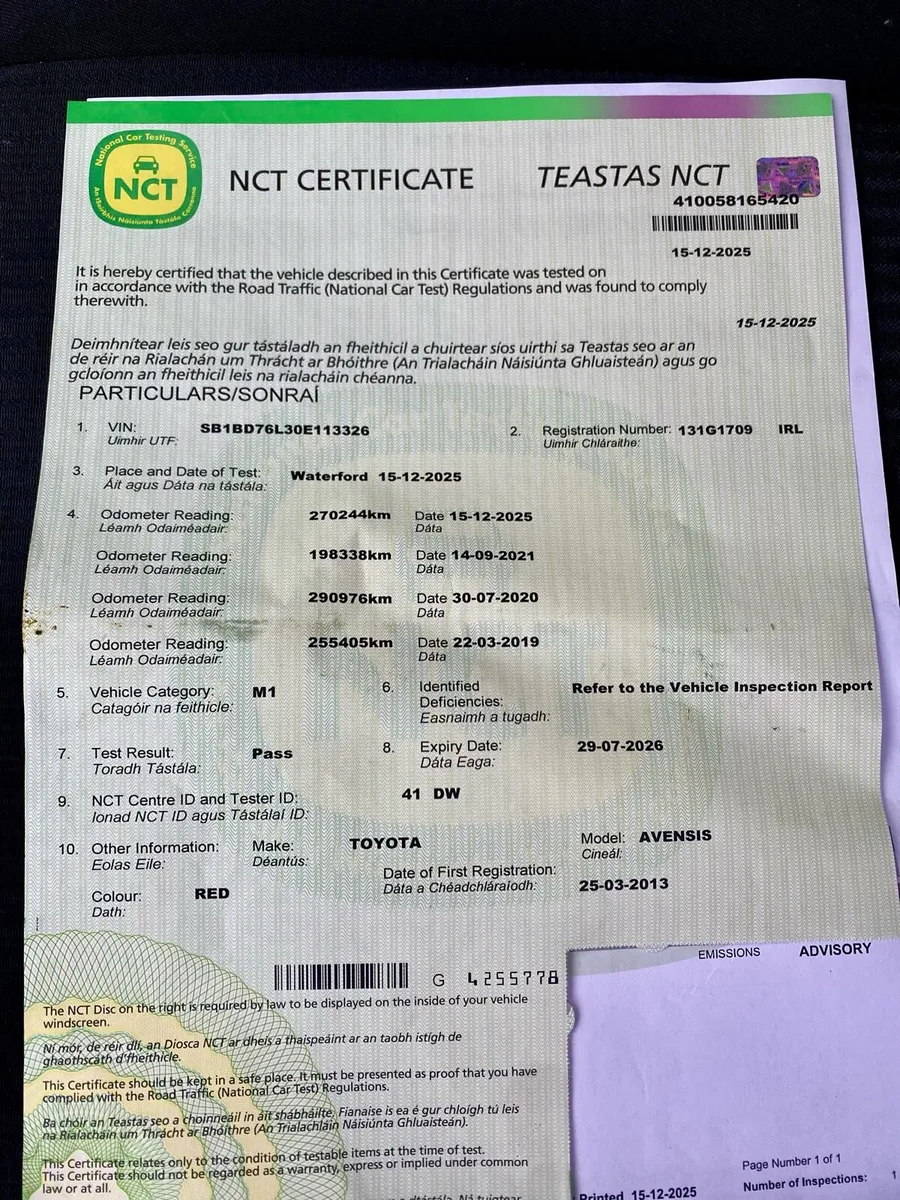 National Car Testing Service
NCT
An tSeirbhís Náisiúnta Tástála Carranna
NCT CERTIFICATE
TEASTAS NCT
410058165420
15-12-2025
It is hereby certified that the vehicle described in this Certificate was tested on
in accordance with the Road Traffic (National Car Test) Regulations and was found to comply
therewith.
15-12-2025
Deimhnítear leis seo gur tástáladh an fheithicil a chuirtear síos uirthi sa Teastas seo ar an
de réir na Rialachán um Thrácht ar Bhóithre (An Trialacháin Náisiúnta Ghluaisteán) agus go
gcloíonn an fheithicil leis na rialacháin chéanna.
PARTICULARS/SONRAÍ
1. VIN: SB1BD76L30E113326
Uimhir UTF:
2. Registration Number: 131G1709 IRL
Uimhir Chláraithe:
3. Place and Date of Test: Waterford 15-12-2025
Áit agus Dáta na tástála:
4. Odometer Reading: 270244km Date 15-12-2025
Léamh Odaiméadair: Dáta
Odometer Reading: 198338km Date 14-09-2021
Léamh Odaiméadair: Dáta
Odometer Reading: 290976km Date 30-07-2020
Léamh Odaiméadair: Dáta
Odometer Reading: 255405km Date 22-03-2019
Léamh Odaiméadair: Dáta
5. Vehicle Category: M1
Catagóir na feithicle:
6. Identified Refer to the Vehicle Inspection Report
Deficiencies:
Easnaimh a tugadh:
7. Test Result: Pass
Toradh Tástála:
8. Expiry Date: 29-07-2026
Dáta Éaga:
9. NCT Centre ID and Tester ID: 41 DW
Ionad NCT ID agus Tástálaí ID:
10. Other Information: Make: TOYOTA Model: AVENSIS
Eolas Eile: Déantús: Cineál:
Date of First Registration: 25-03-2013
Dáta a Chéadchláraíodh:
Colour: RED
Dath:
G 4255778
EMISSIONS ADVISORY
The NCT Disc on the right is required by law to be displayed on the inside of your vehicle
windscreen.
Ní mór, de réir dlí, an Diosca NCT ar dheis a thaispeáint ar an taobh istigh de
ghaothscáth d'fheithicle.
This Certificate should be kept in a safe place. It must be presented as proof that you have
complied with the Road Traffic (National Car Test) Regulations.
Ba chóir an Teastas seo a choinneáil in áit shábháilte. Fianaise is ea é gur chloígh tú leis
na Rialacháin um Thrácht ar Bhóithre (An Trialachláin Náisiúnta Ghluaisteán).
This Certificate relates only to the condition of testable items at the time of test.
This Certificate should not be regarded as a warranty, express or implied under common
law or at all.
Page Number 1 of 1
Printed 15-12-2025
Number of Inspections: 1